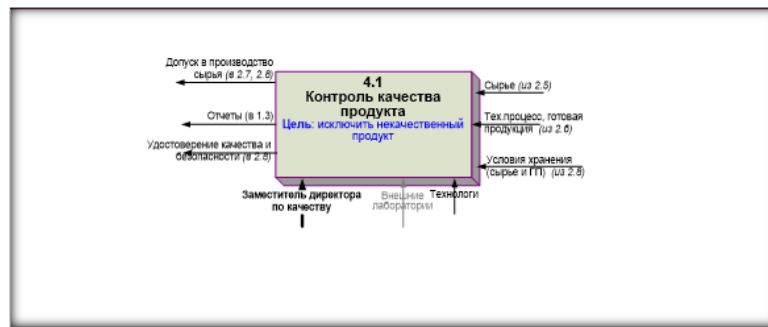 Допуск в производство
сырья (в 2.7, 2.8)
Отчеты (в 1.3)
Удостоверение качества и
безопасности (в 2.8)
4.1
Контроль качества
продукта
Цель: исключить некачественный
продукт
Сырье (из 2.5)
Тех.процесс, готовая
продукция (из 2.6)
Условия хранения
(сырье и ГП) (из 2.8)
Заместитель директора
по качеству
Внешние
лаборатории
Технологи